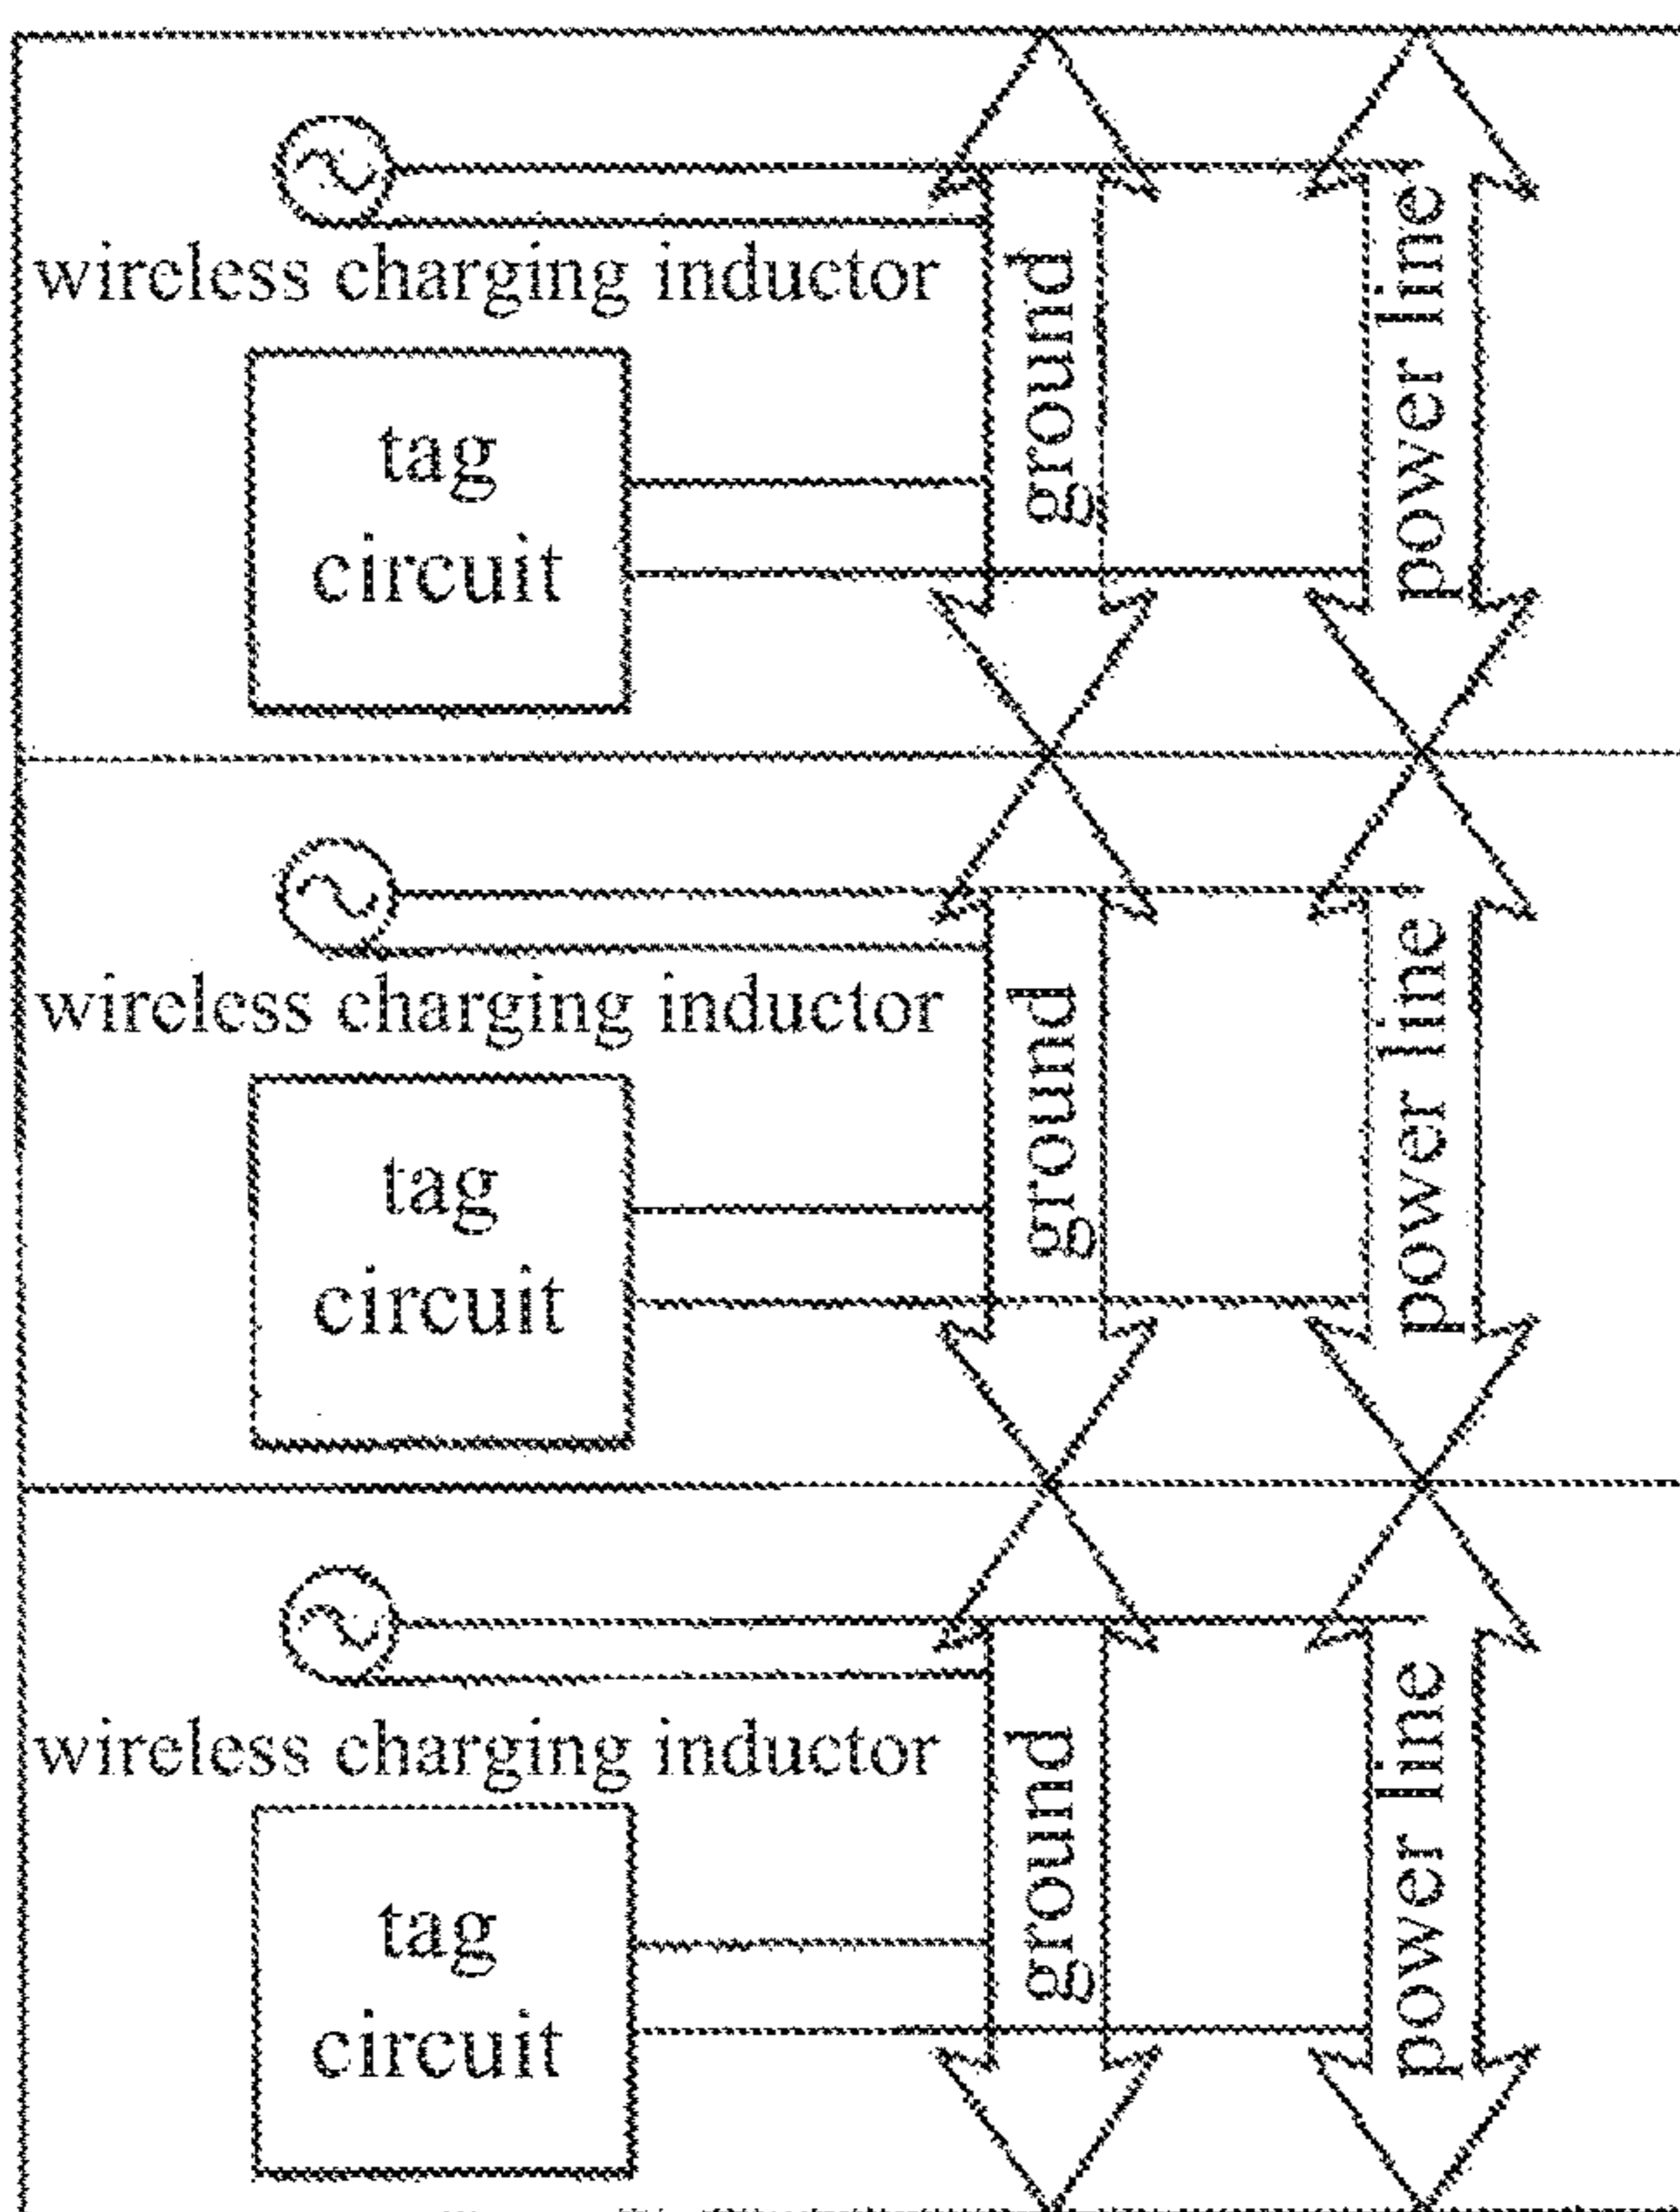 wireless charging inductor
tag
circuit
ground
power line
wireless charging inductor
tag
circuit
ground
power line
wireless charging inductor
tag
circuit
ground
power line